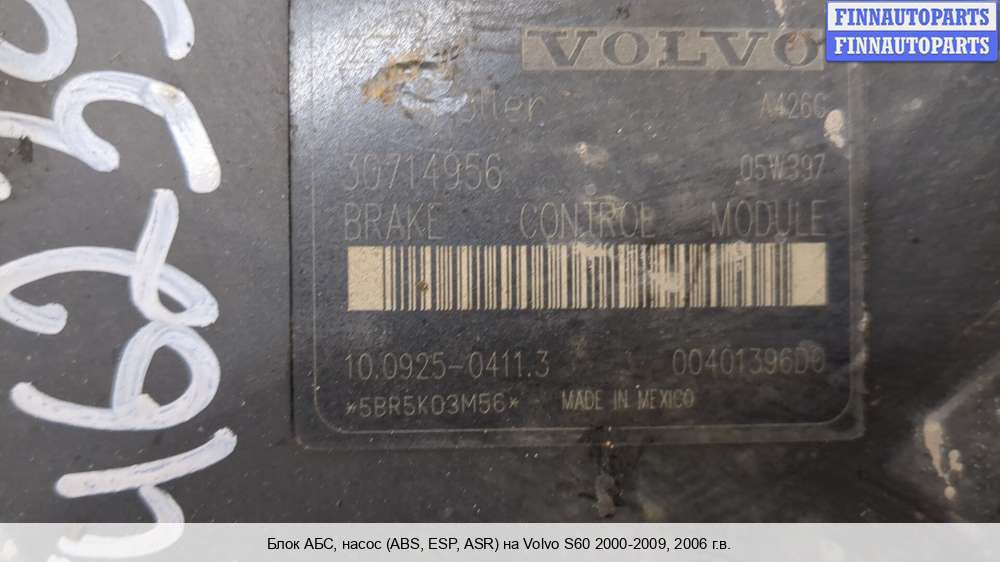 FINNAUTOPARTS
FINNAUTOPARTS
VOLVO
A426C
30714956 05W397
BRAKE CONTROL MODULE
10.0925-0411.3 00401396D0
*5BR5K03M56* MADE IN MEXICO
Блок АБС, насос (ABS, ESP, ASR) на Volvo S60 2000-2009, 2006 г.в.